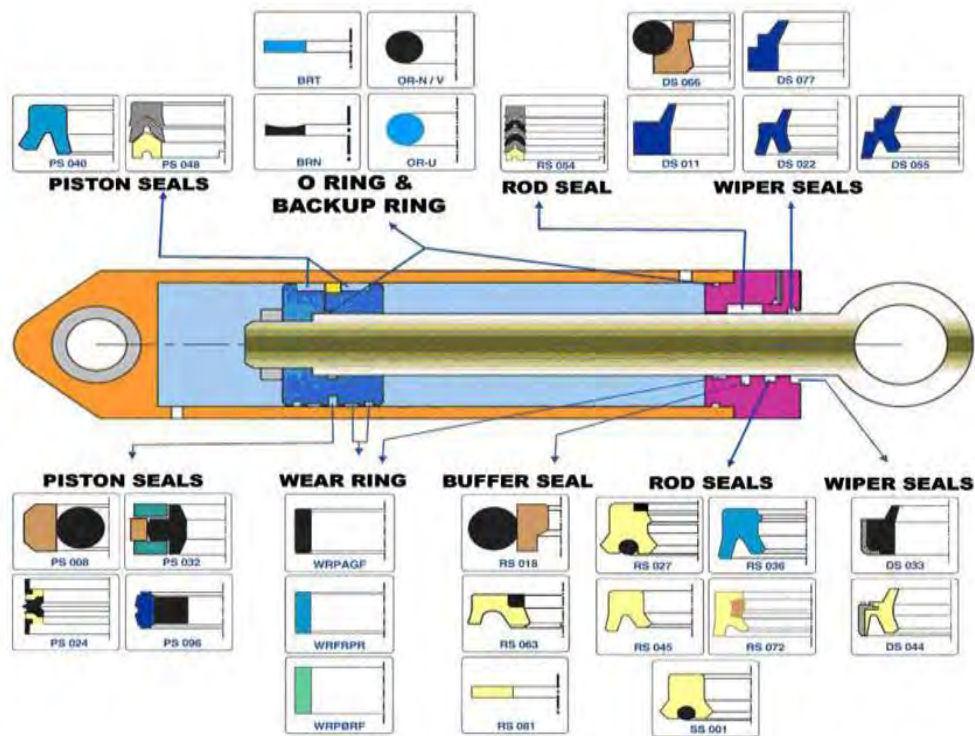 BRT
OR-N / V
DS 066
DS 077
PS 040
PS 048
BRN
OR-U
RS 054
DS 011
DS 022
DS 055
PISTON SEALS
O RING &
BACKUP RING
ROD SEAL
WIPER SEALS
PISTON SEALS
WEAR RING
BUFFER SEAL
ROD SEALS
WIPER SEALS
PS 008
PS 032
WRPAGF
RS 018
RS 027
RS 036
DS 033
PS 024
PS 096
WRFRPR
RS 063
RS 045
RS 072
DS 044
WRPBRF
RS 081
SS 001